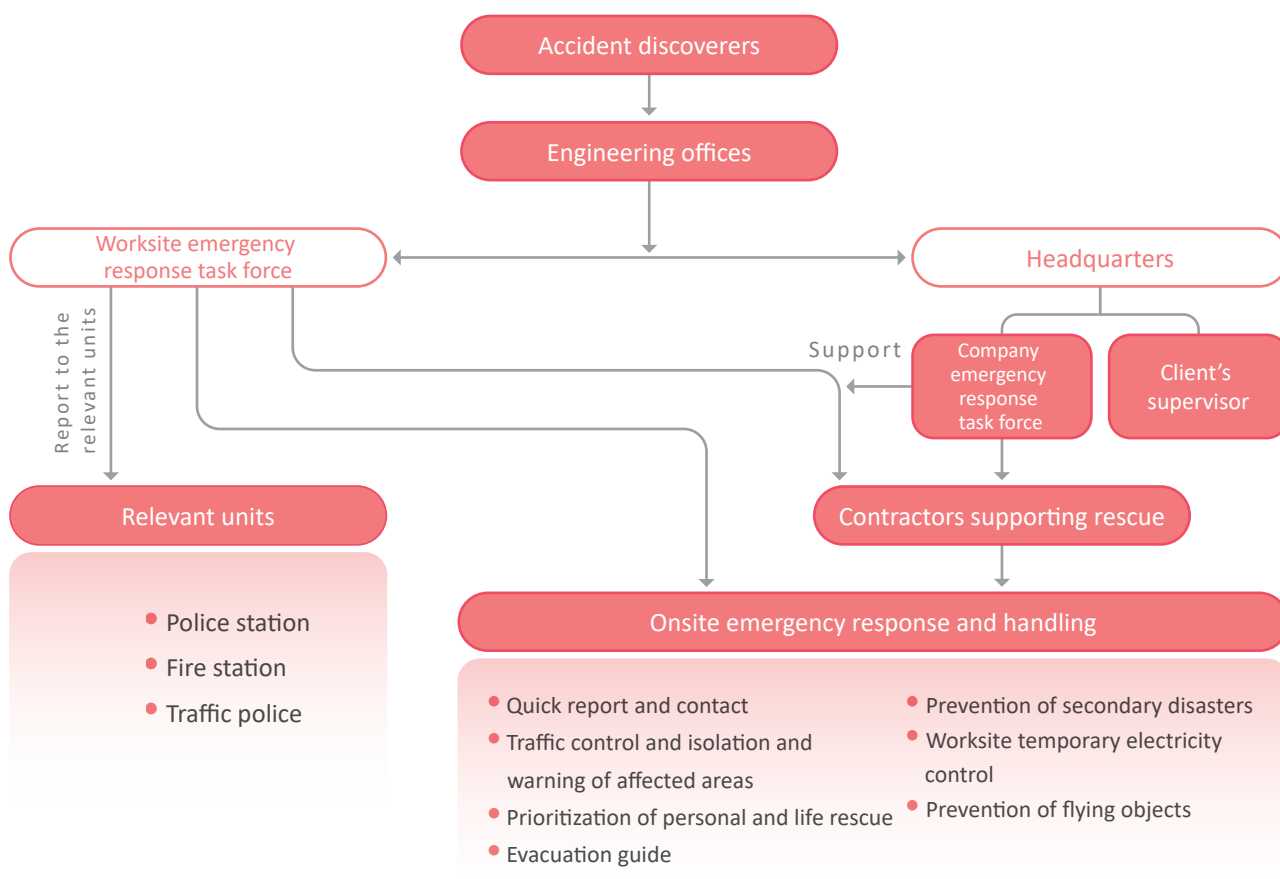 Accident discoverers
Engineering offices
Worksite emergency
response task force
Headquarters
Report to the
relevant units
Support
Company
emergency
response
task force
Client's
supervisor
Relevant units
Contractors supporting rescue
• Police station
• Fire station
• Traffic police
Onsite emergency response and handling
• Quick report and contact
• Traffic control and isolation and
warning of affected areas
• Prioritization of personal and life rescue
• Evacuation guide
• Prevention of secondary disasters
• Worksite temporary electricity
control
• Prevention of flying objects